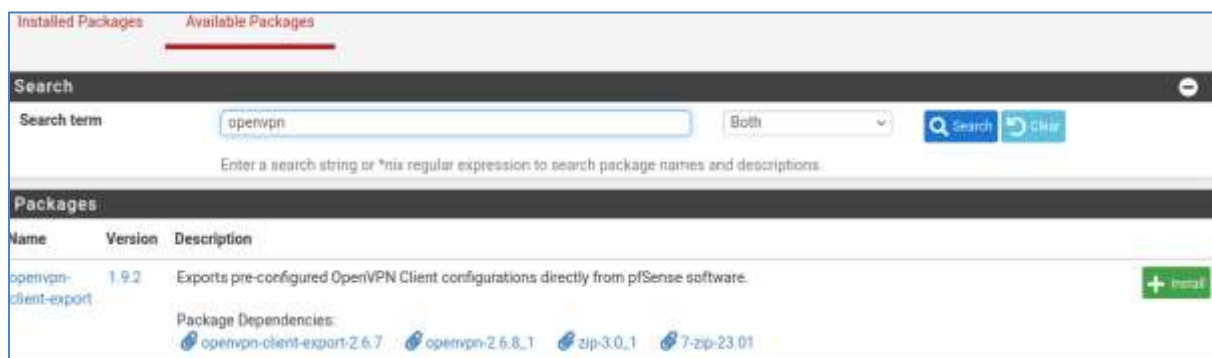 Installed Packages Available Packages
Search
Search term openvpn Both Search Clear
Enter a search string or *nix regular expression to search package names and descriptions.
Packages
Name Version Description
openvpn- 1.9.2 Exports pre-configured OpenVPN Client configurations directly from pfSense software. Install
client-export
Package Dependencies:
openvpn-client-export-2.6.7 openvpn-2.6.8_1 zip-3.0_1 7-zip-23.01